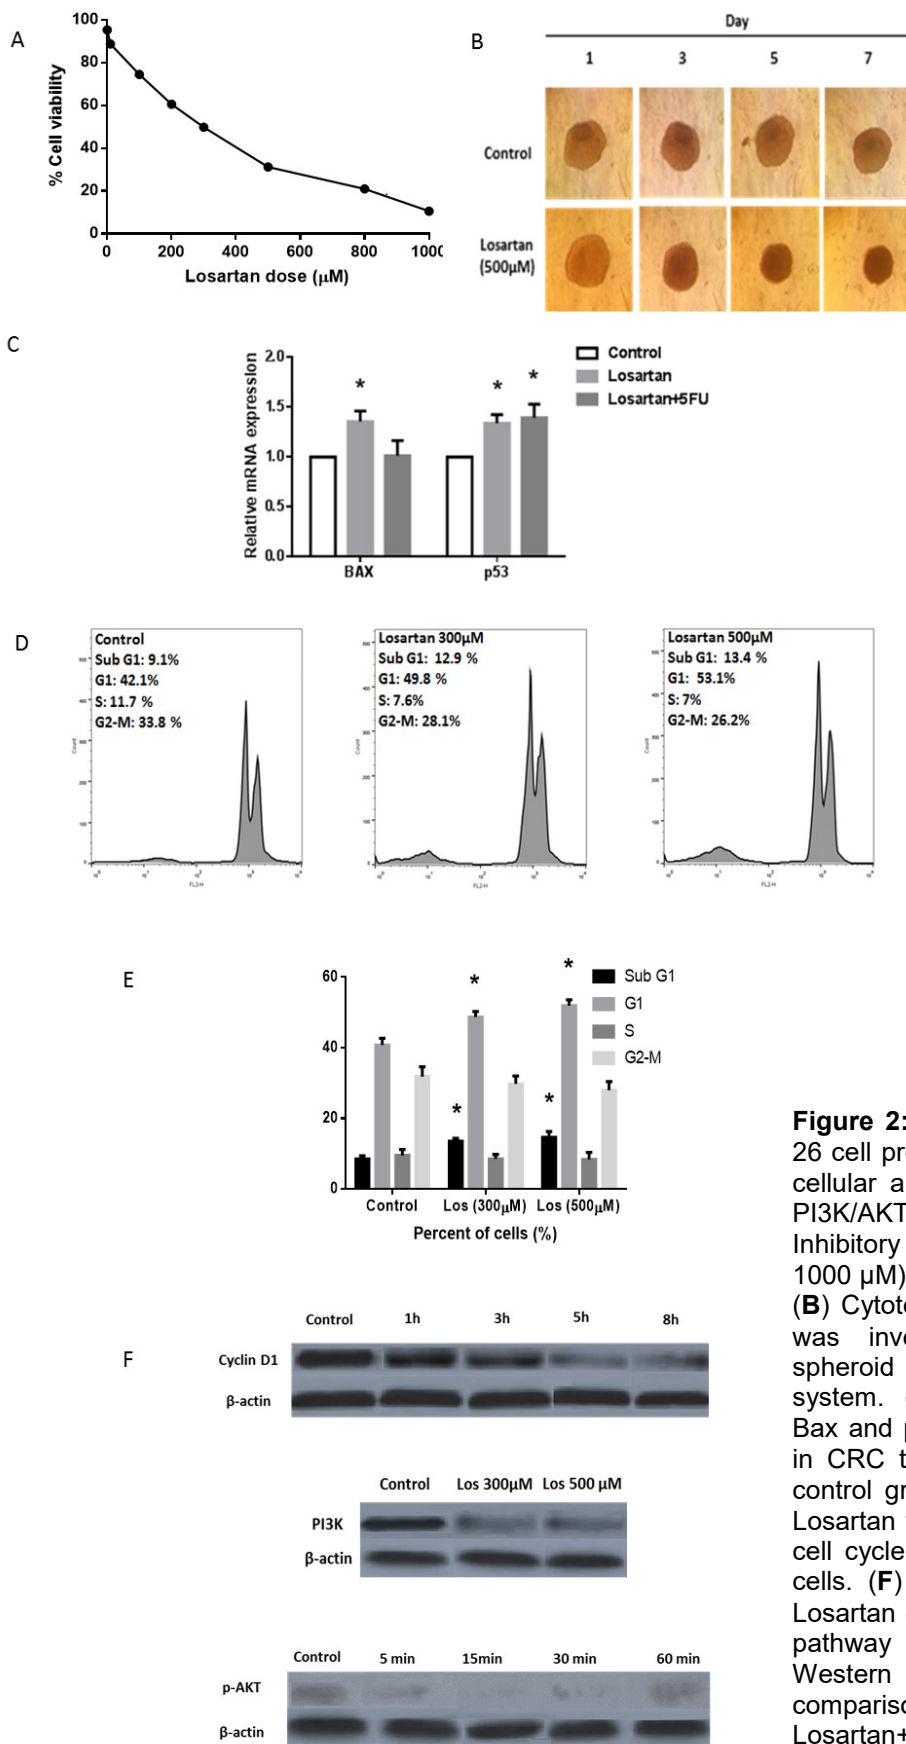 A
100
80
60
40
20
0
% Cell viability
0 200 400 600 800 1000
Losartan dose (μM)
B
Day
1 3 5 7
Control
Losartan
(500μM)
C
2.0
1.5
1.0
0.5
0.0
Relative mRNA expression
* * *
BAX p53
Control
Losartan
Losartan+5FU
D
Control
Sub G1: 9.1%
G1: 42.1%
S: 11.7 %
G2-M: 33.8 %
Count
FL2-H
Losartan 300μM
Sub G1: 12.9 %
G1: 49.8 %
S: 7.6%
G2-M: 28.1%
Count
FL2-H
Losartan 500μM
Sub G1: 13.4 %
G1: 53.1%
S: 7%
G2-M: 26.2%
Count
FL2-H
E
60
40
20
0
* * * *
Sub G1
G1
S
G2-M
Control Los (300μM) Los (500μM)
Percent of cells (%)
F
Control 1h 3h 5h 8h
Cyclin D1
β-actin
Control Los 300μM Los 500 μM
PI3K
β-actin
Control 5 min 15min 30 min 60 min
p-AKT
β-actin
Figure 2:
26 cell pr
cellular a
PI3K/AKT
Inhibitory
1000 μM)
(B) Cytot
was inv
spheroid
system. (
Bax and p
in CRC t
control gr
Losartan
cell cycle
cells. (F)
Losartan
pathway
Western
comparis
Losartan+